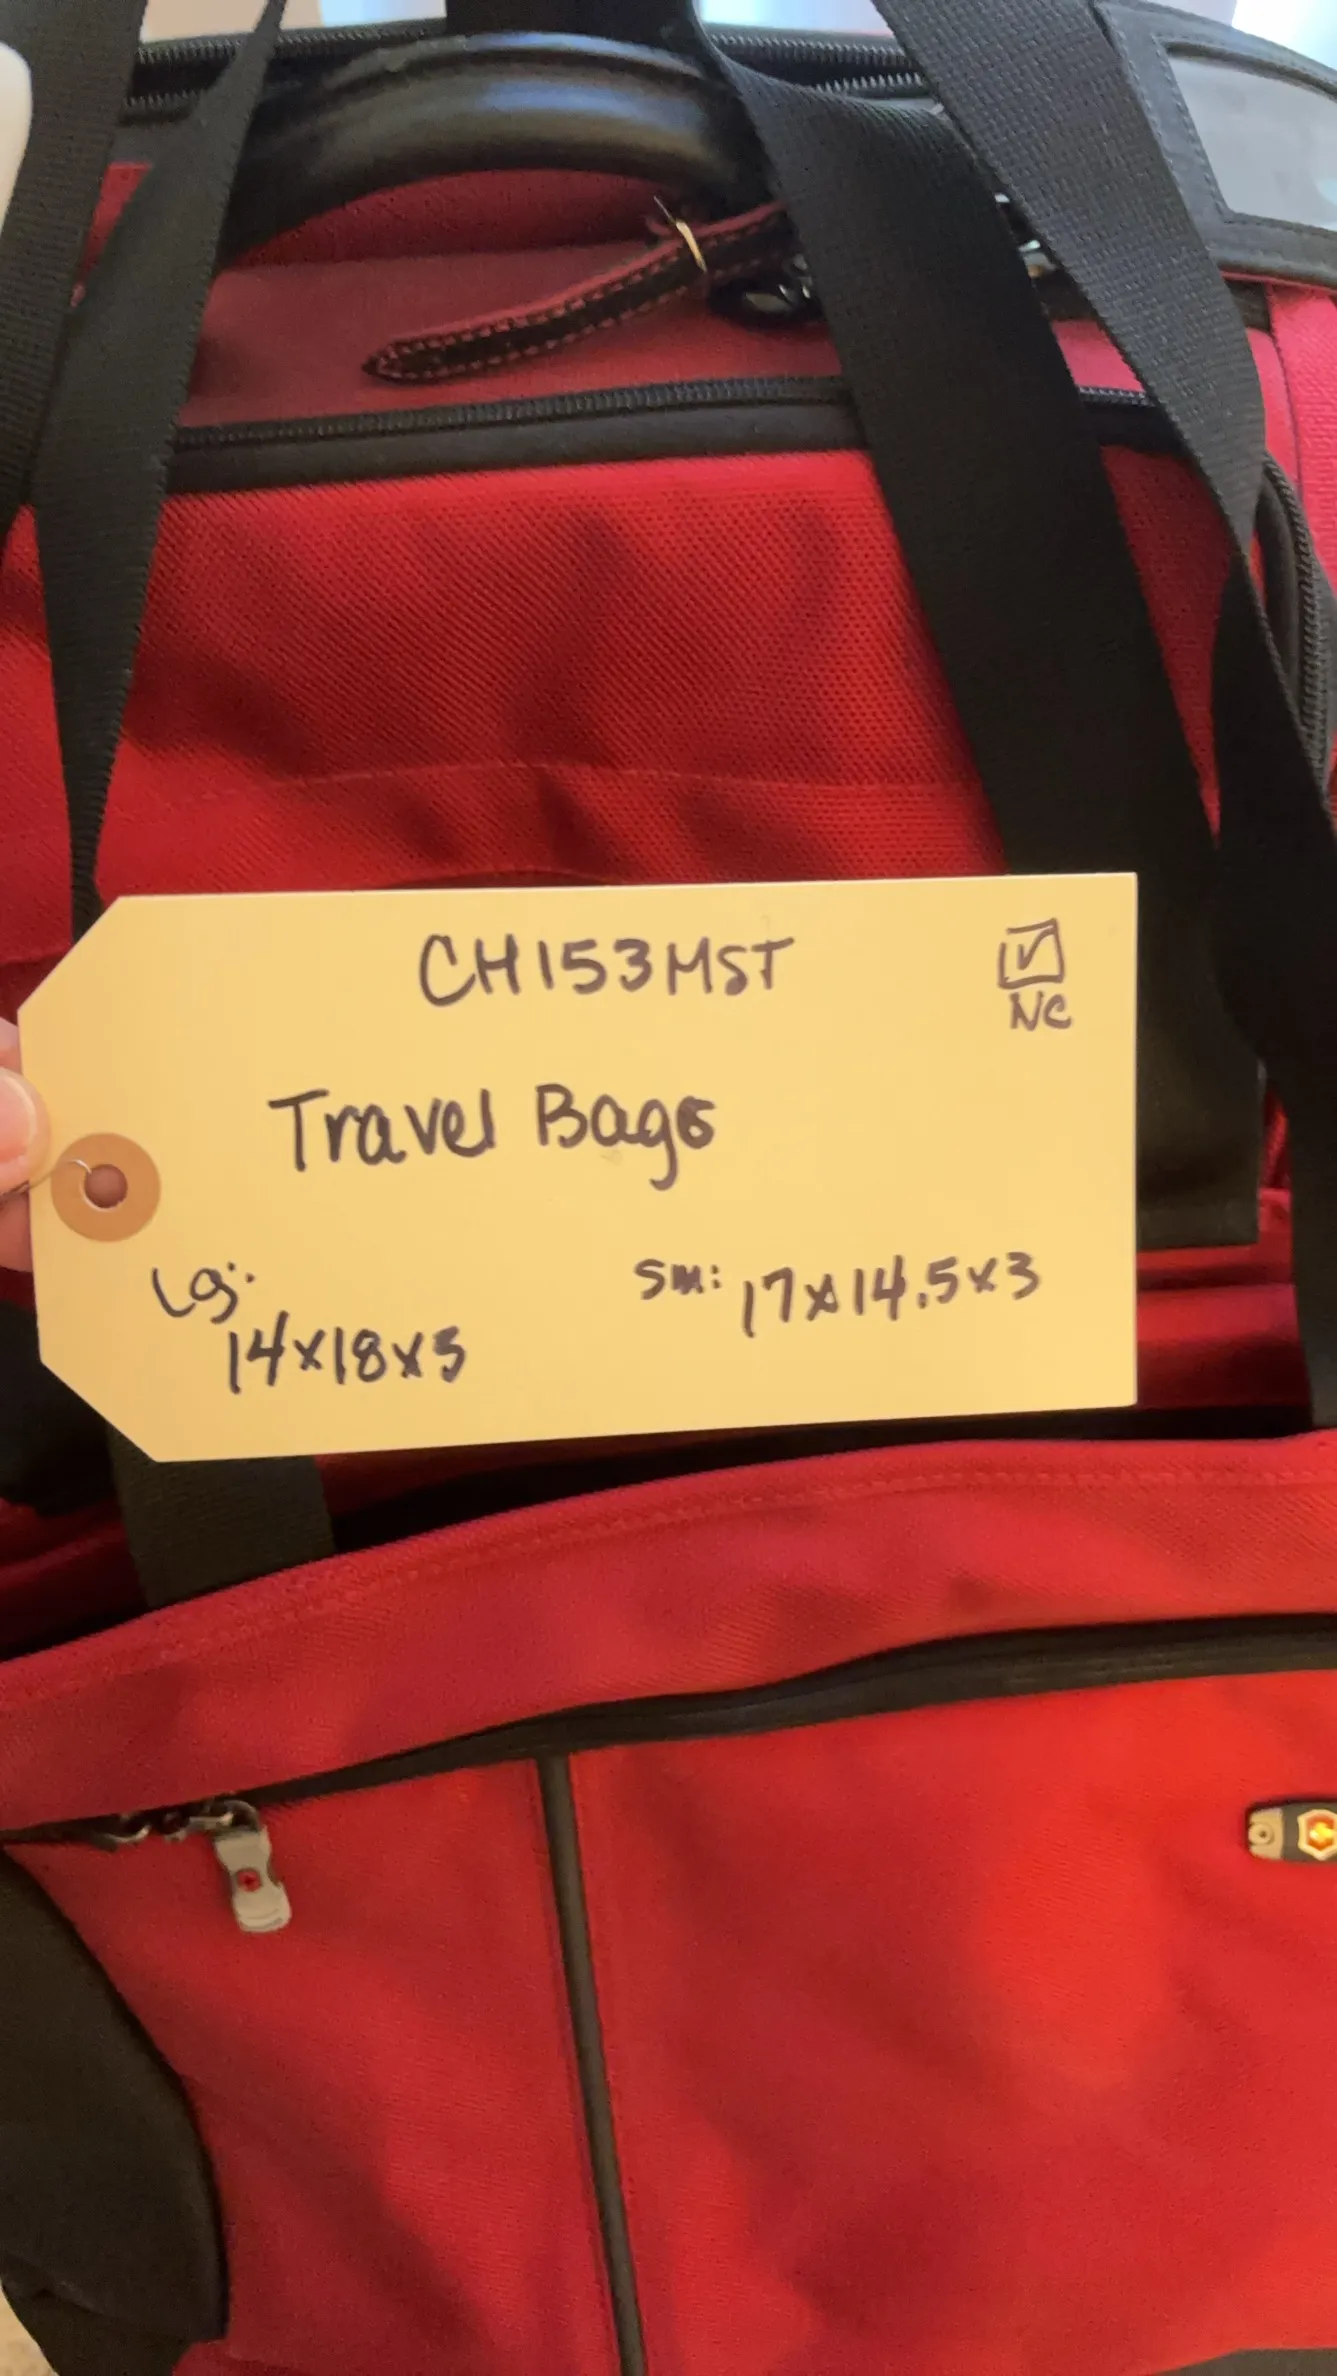 CH153MST
☑
NC
Travel Bags
Lg:
14x18x5
Sm: 17x14.5x3